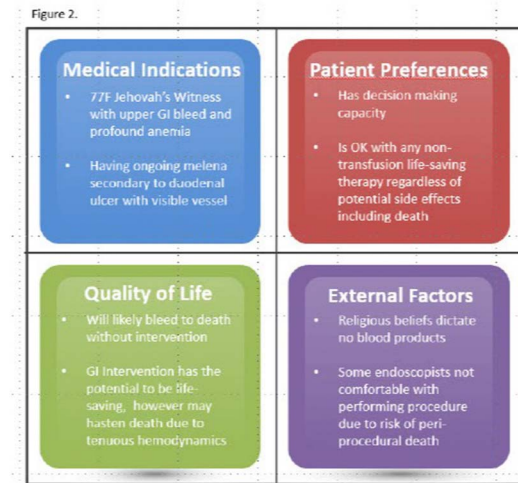 Figure 2.
Medical Indications
• 77F Jehovah's Witness
with upper GI bleed and
profound anemia
• Having ongoing melena
secondary to duodenal
ulcer with visible vessel
Patient Preferences
• Has decision making
capacity
• Is OK with any non-
transfusion life-saving
therapy regardless of
potential side effects
including death
Quality of Life
• Will likely bleed to death
without intervention
• GI Intervention has the
potential to be life-
saving, however may
hasten death due to
tenuous hemodynamics
External Factors
• Religious beliefs dictate
no blood products
• Some endoscopists not
comfortable with
performing procedure
due to risk of peri-
procedural death